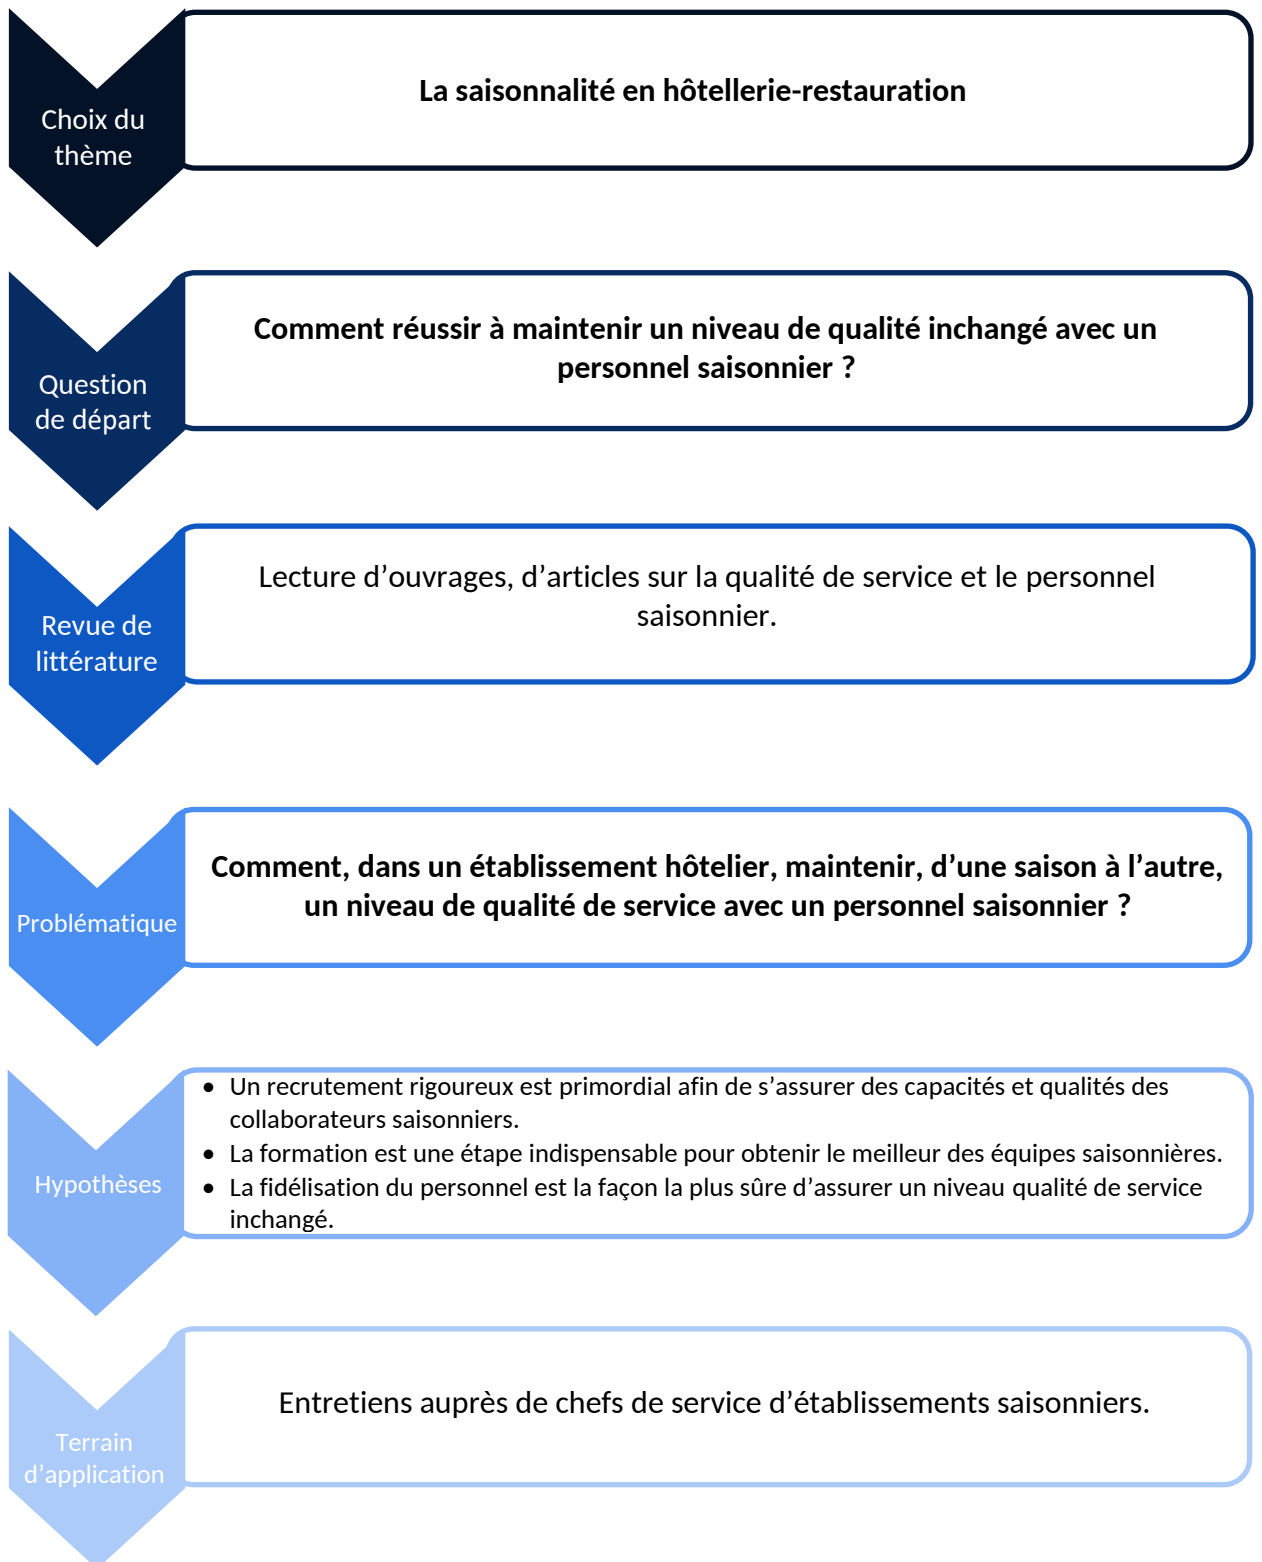 Choix du
thème
La saisonnalité en hôtellerie-restauration
Question
de départ
Comment réussir à maintenir un niveau de qualité inchangé avec un
personnel saisonnier ?
Revue de
littérature
Lecture d’ouvrages, d’articles sur la qualité de service et le personnel
saisonnier.
Problématique
Comment, dans un établissement hôtelier, maintenir, d’une saison à l’autre,
un niveau de qualité de service avec un personnel saisonnier ?
Hypothèses
• Un recrutement rigoureux est primordial afin de s’assurer des capacités et qualités des
collaborateurs saisonniers.
• La formation est une étape indispensable pour obtenir le meilleur des équipes saisonnières.
• La fidélisation du personnel est la façon la plus sûre d’assurer un niveau qualité de service
inchangé.
Terrain
d’application
Entretiens auprès de chefs de service d’établissements saisonniers.